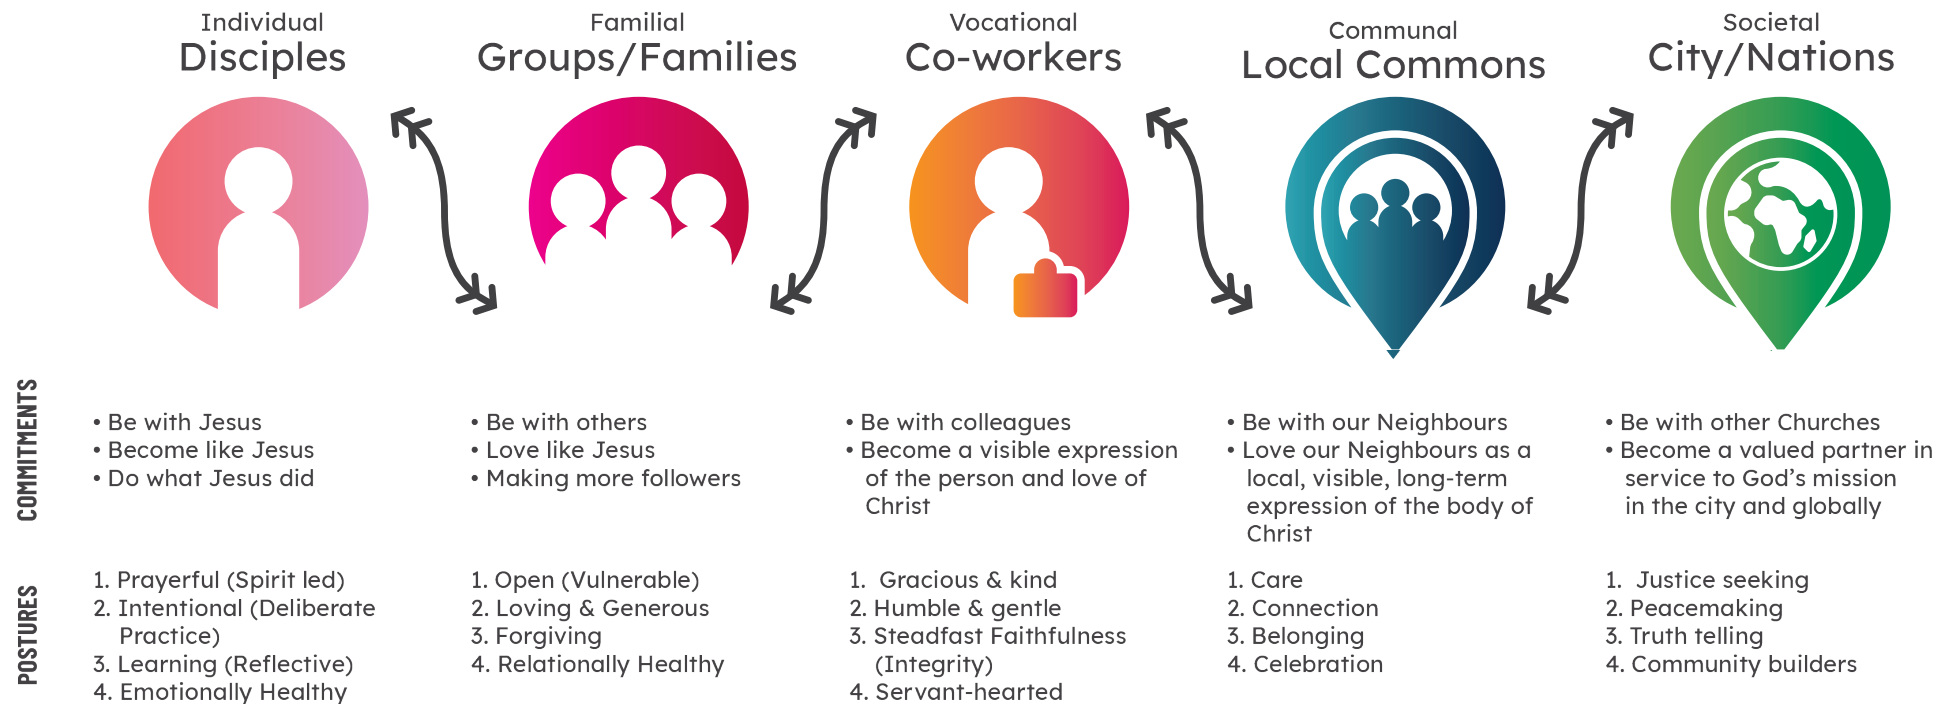 Individual
Disciples
Familial
Groups/Families
Vocational
Co-workers
Communal
Local Commons
Societal
City/Nations
COMMITMENTS
• Be with Jesus
• Become like Jesus
• Do what Jesus did
• Be with others
• Love like Jesus
• Making more followers
• Be with colleagues
• Become a visible expression
of the person and love of
Christ
• Be with our Neighbours
• Love our Neighbours as a
local, visible, long-term
expression of the body of
Christ
• Be with other Churches
• Become a valued partner in
service to God's mission
in the city and globally
POSTURES
1. Prayerful (Spirit led)
2. Intentional (Deliberate
Practice)
3. Learning (Reflective)
4. Emotionally Healthy
1. Open (Vulnerable)
2. Loving & Generous
3. Forgiving
4. Relationally Healthy
1. Gracious & kind
2. Humble & gentle
3. Steadfast Faithfulness
(Integrity)
4. Servant-hearted
1. Care
2. Connection
3. Belonging
4. Celebration
1. Justice seeking
2. Peacemaking
3. Truth telling
4. Community builders